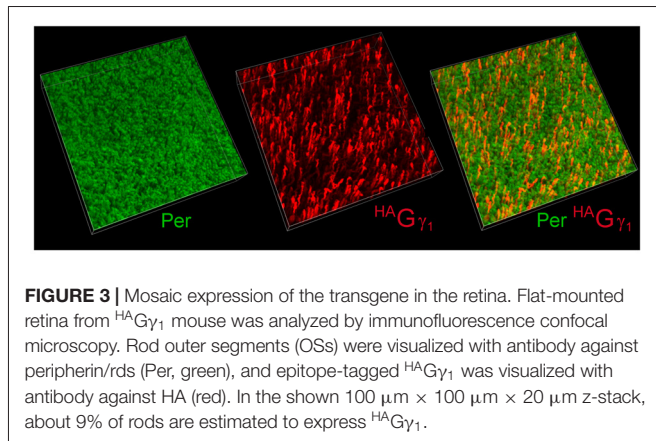 Per
ᴴᴬGγ₁
Per ᴴᴬGγ₁
FIGURE 3 | Mosaic expression of the transgene in the retina. Flat-mounted
retina from ᴴᴬGγ₁ mouse was analyzed by immunofluorescence confocal
microscopy. Rod outer segments (OSs) were visualized with antibody against
peripherin/rds (Per, green), and epitope-tagged ᴴᴬGγ₁ was visualized with
antibody against HA (red). In the shown 100 μm × 100 μm × 20 μm z-stack,
about 9% of rods are estimated to express ᴴᴬGγ₁.